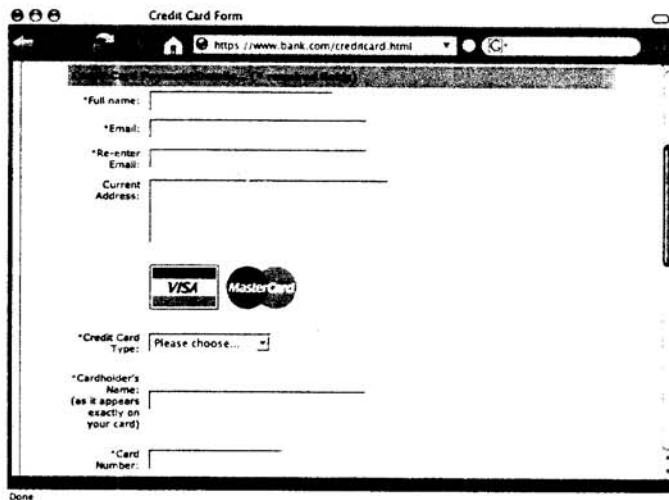 Credit Card Form
https://www.bank.com/creditcard.html
G
*Full name:
*Email:
*Re-enter
Email:
Current
Address:
VISA
MasterCard
*Credit Card
Type:
Please choose...
*Cardholder's
Name:
(as it appears
exactly on
your card)
*Card
Number:
Done